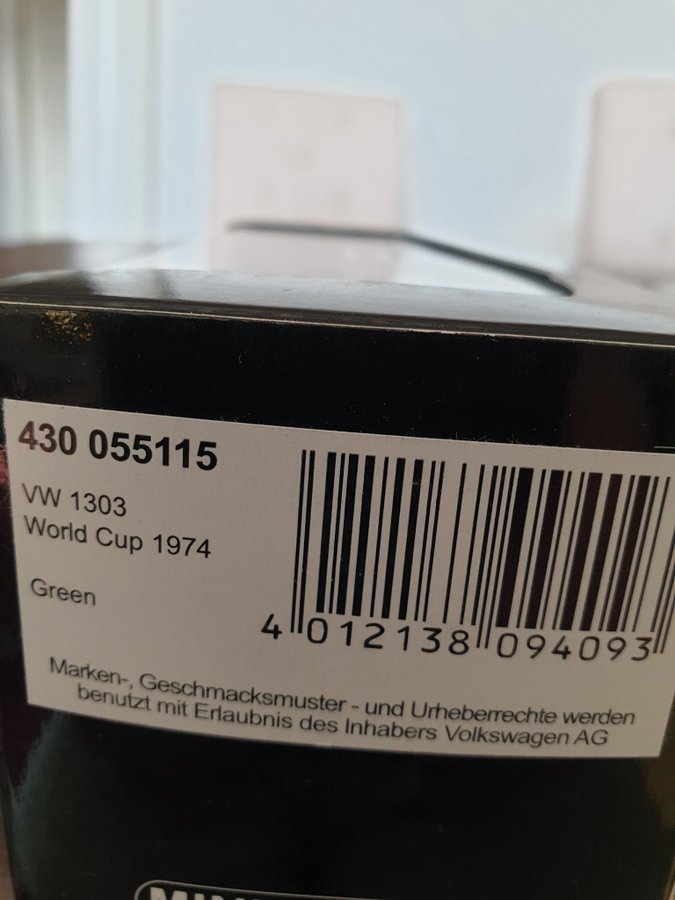 430 055115
VW 1303
World Cup 1974
Green
4 012138 094093
Marken-, Geschmacksmuster - und Urheberrechte werden
benutzt mit Erlaubnis des Inhabers Volkswagen AG